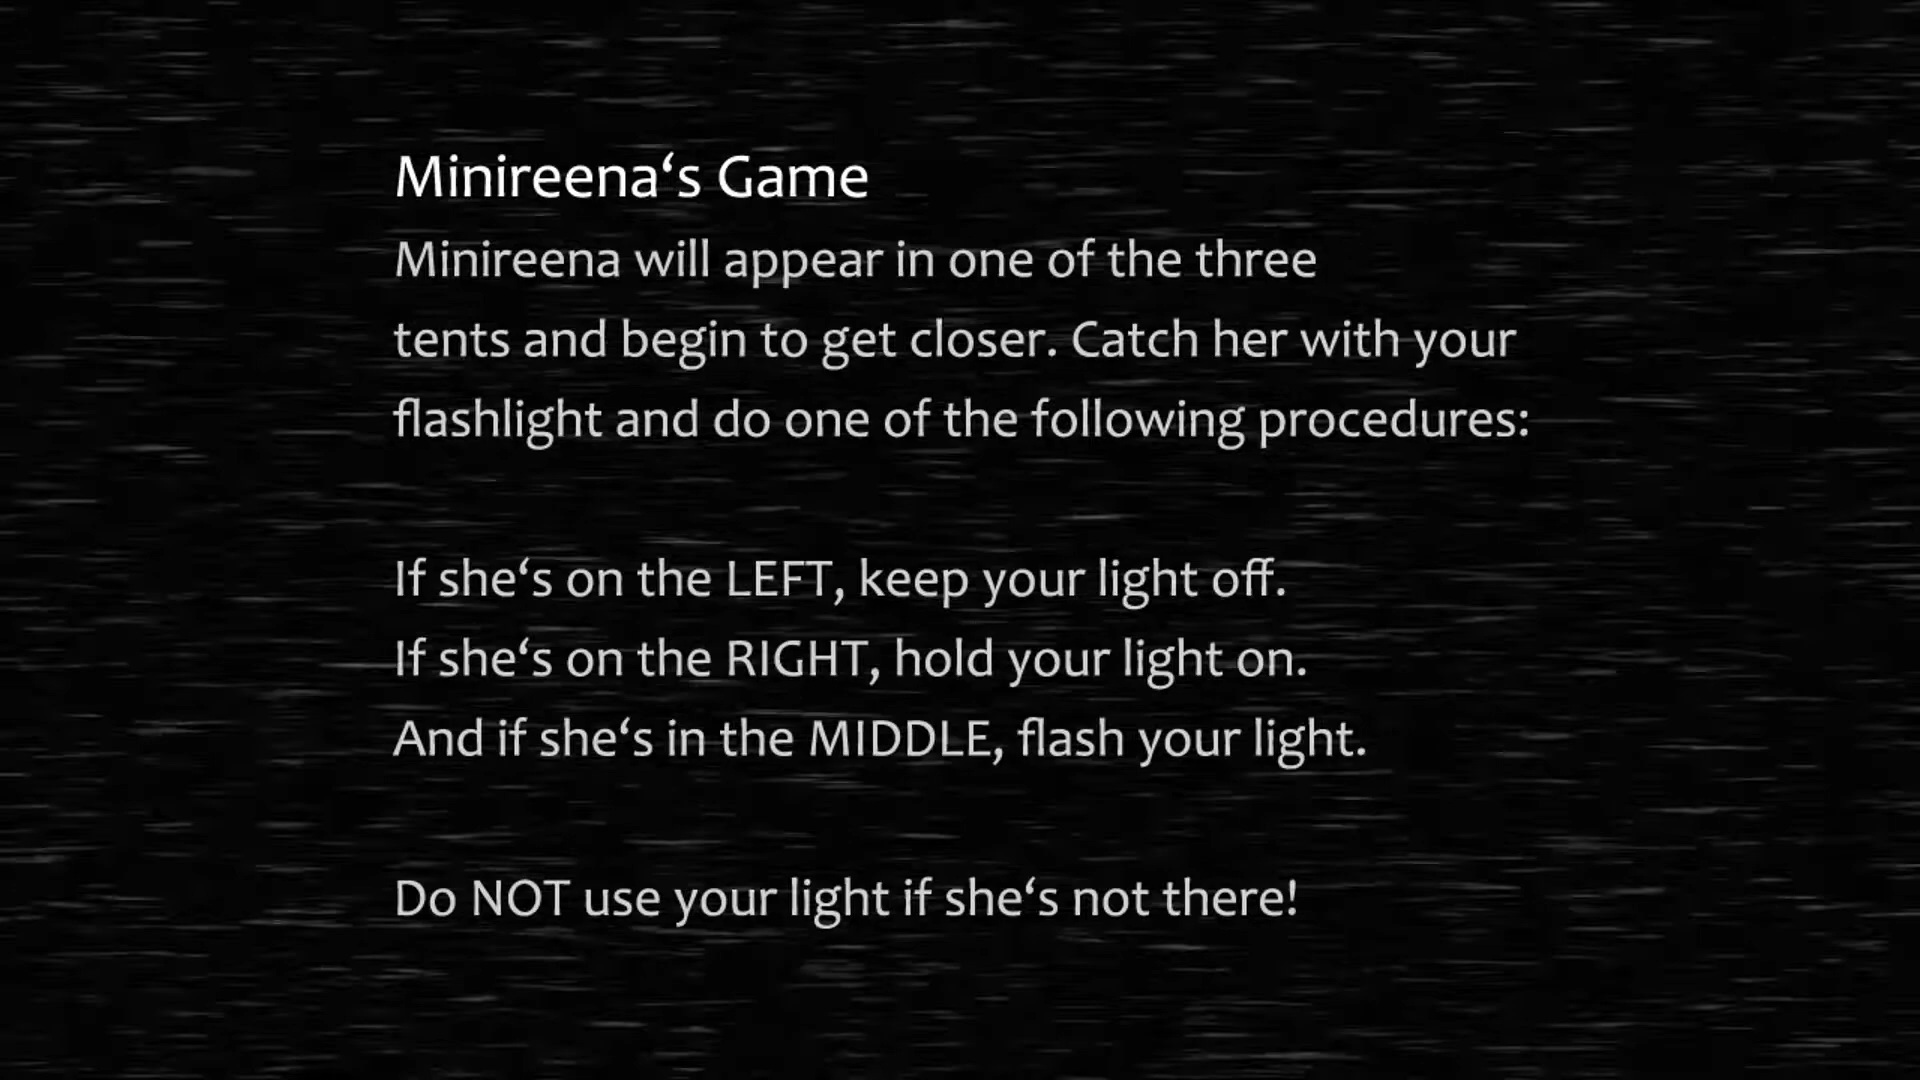 Minireena‘s Game
Minireena will appear in one of the three
tents and begin to get closer. Catch her with your
flashlight and do one of the following procedures:
If she‘s on the LEFT, keep your light off.
If she‘s on the RIGHT, hold your light on.
And if she‘s in the MIDDLE, flash your light.
Do NOT use your light if she‘s not there!